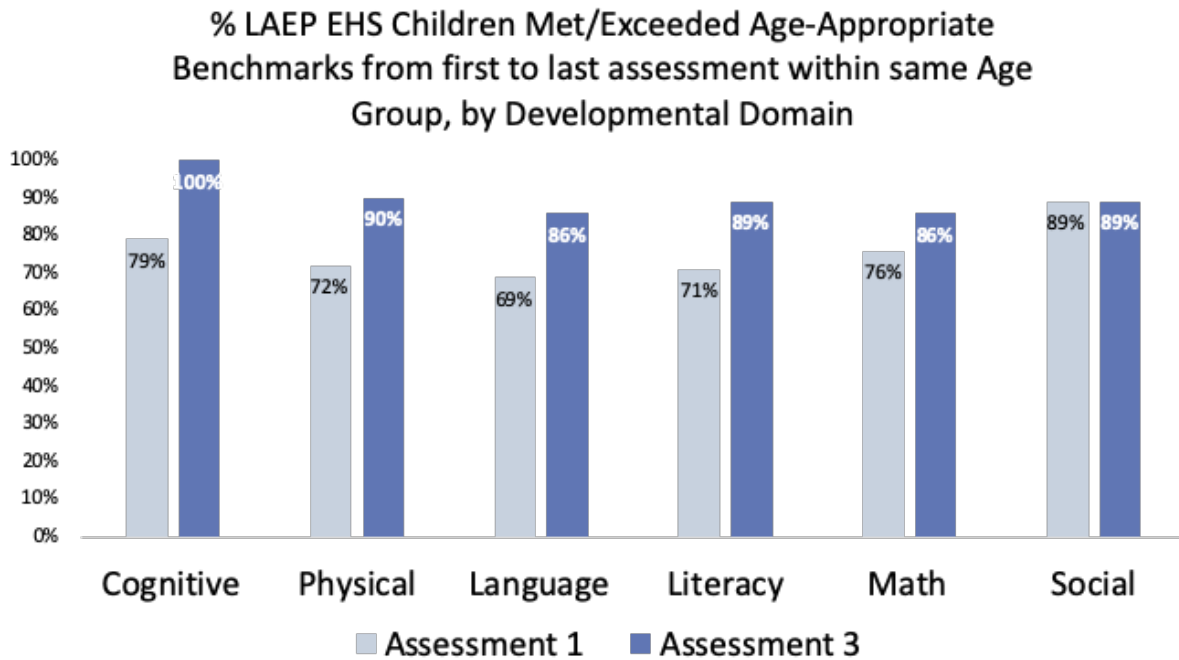 % LAEP EHS Children Met/Exceeded Age-Appropriate
Benchmarks from first to last assessment within same Age
Group, by Developmental Domain
100%
90%
80%
70%
60%
50%
40%
30%
20%
10%
0%
79%
100%
72%
90%
69%
86%
71%
89%
76%
86%
89%
89%
Cognitive
Physical
Language
Literacy
Math
Social
Assessment 1
Assessment 3